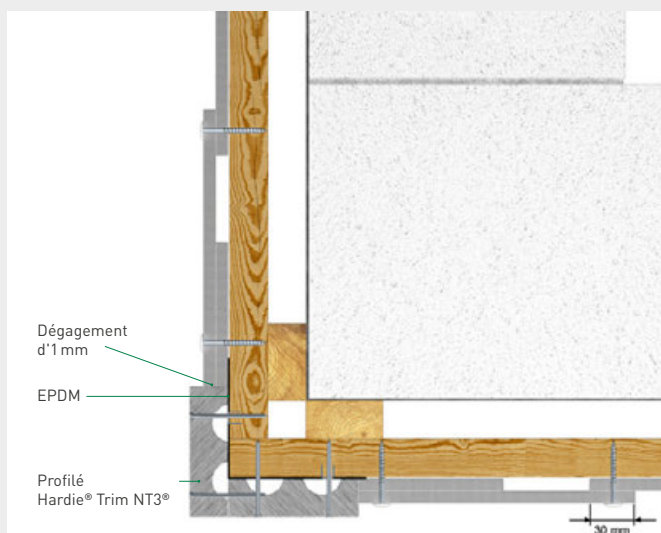 Dégagement
d'1 mm
EPDM
Profilé
Hardie® Trim NT3®
30 mm